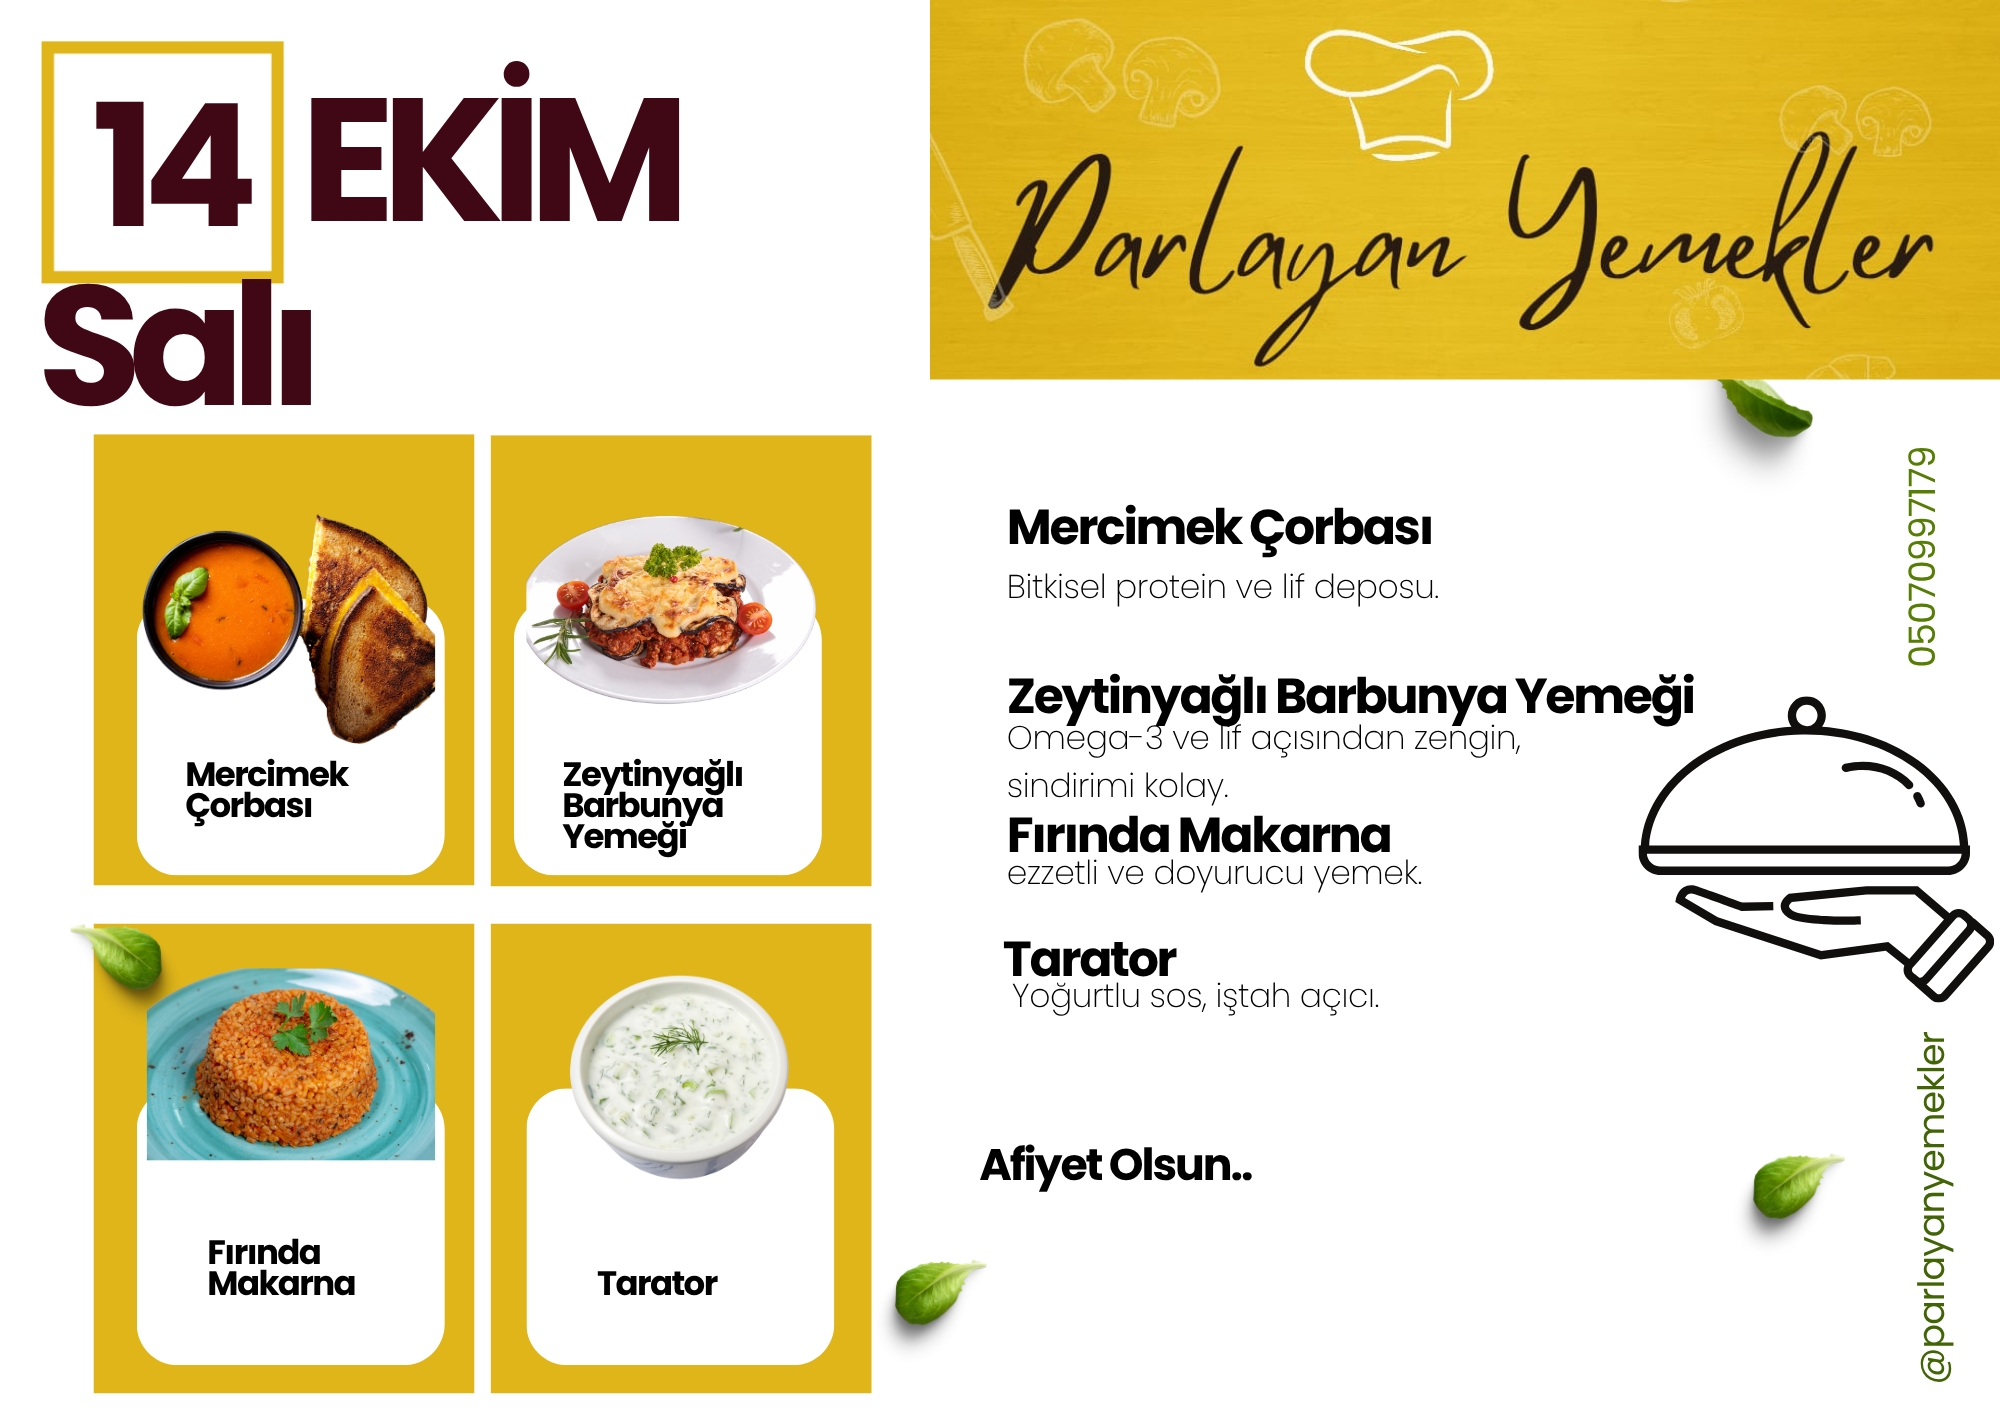 14 EKİM
Salı
Parlayan Yemekler
Mercimek
Çorbası
Zeytinyağlı
Barbunya
Yemeği
Fırında
Makarna
Tarator
Mercimek Çorbası
Bitkisel protein ve lif deposu.
Zeytinyağlı Barbunya Yemeği
Omega-3 ve lif açısından zengin,
sindirimi kolay.
Fırında Makarna
ezzetli ve doyurucu yemek.
Tarator
Yoğurtlu sos, iştah açıcı.
Afiyet Olsun..
05070997179
@parlayanyemekler